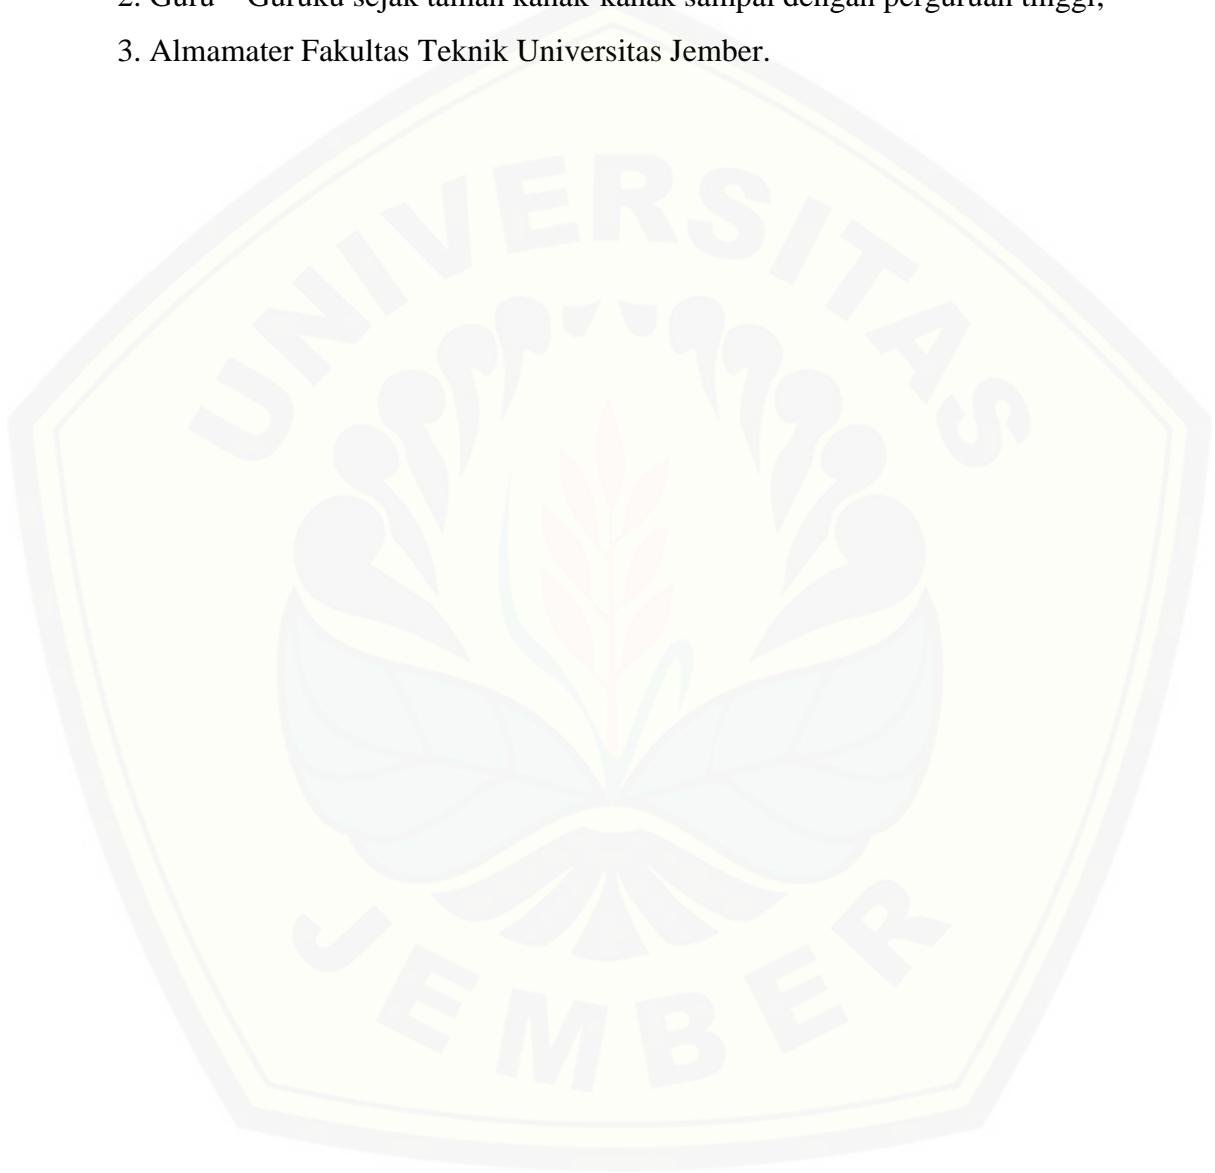 2. Guru – Guruku sejak taman kanak-kanak sampai dengan perguruan tinggi;
3. Almamater Fakultas Teknik Universitas Jember.
UNIVERSITAS
JEMBER